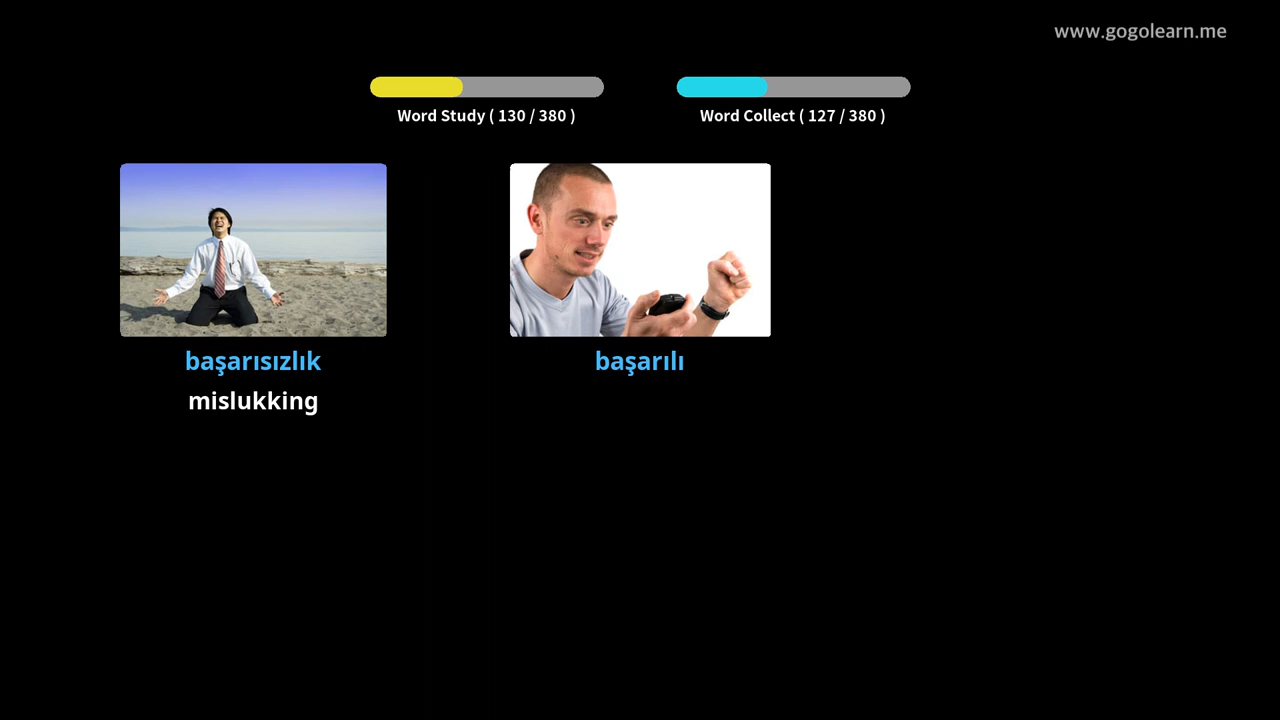 www.gogolearn.me
Word Study ( 130 / 380 )
Word Collect ( 127 / 380 )
başarısızlık
mislukking
başarılı